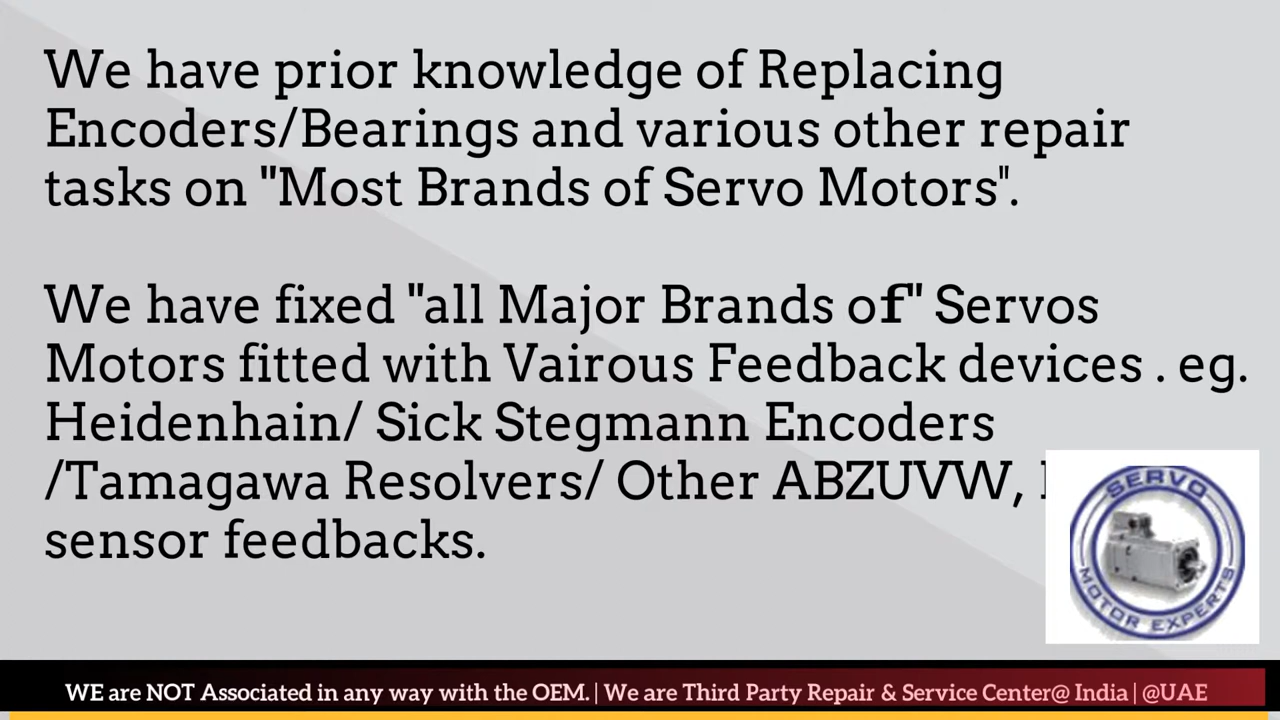 We have prior knowledge of Replacing
Encoders/Bearings and various other repair
tasks on "Most Brands of Servo Motors".
We have fixed "all Major Brands of" Servos
Motors fitted with Vairous Feedback devices . eg.
Heidenhain/ Sick Stegmann Encoders
/Tamagawa Resolvers/ Other ABZUVW,
sensor feedbacks.
SERVO
MOTOR EXPERTS
WE are NOT Associated in any way with the OEM. | We are Third Party Repair & Service Center@ India | @UAE